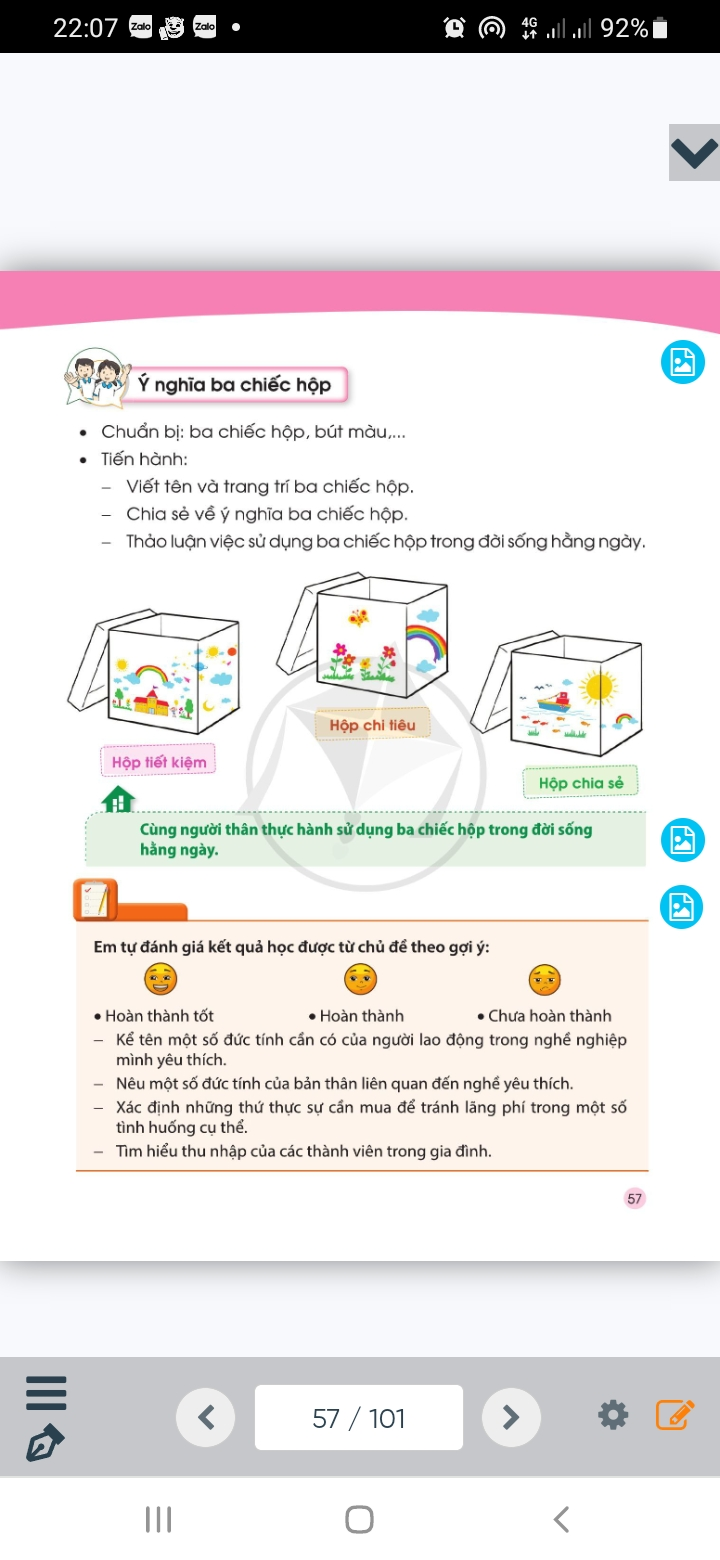 22:07 Zalo Zalo 4G 92%
Ý nghĩa ba chiếc hộp
• Chuẩn bị: ba chiếc hộp, bút màu,...
• Tiến hành:
– Viết tên và trang trí ba chiếc hộp.
– Chia sẻ về ý nghĩa ba chiếc hộp.
– Thảo luận việc sử dụng ba chiếc hộp trong đời sống hằng ngày.
Hộp chi tiêu
Hộp tiết kiệm
Hộp chia sẻ
Cùng người thân thực hành sử dụng ba chiếc hộp trong đời sống
hằng ngày.
Em tự đánh giá kết quả học được từ chủ đề theo gợi ý:
• Hoàn thành tốt • Hoàn thành • Chưa hoàn thành
– Kể tên một số đức tính cần có của người lao động trong nghề nghiệp
mình yêu thích.
– Nêu một số đức tính của bản thân liên quan đến nghề yêu thích.
– Xác định những thứ thực sự cần mua để tránh lãng phí trong một số
tình huống cụ thể.
– Tìm hiểu thu nhập của các thành viên trong gia đình.
57
57 / 101